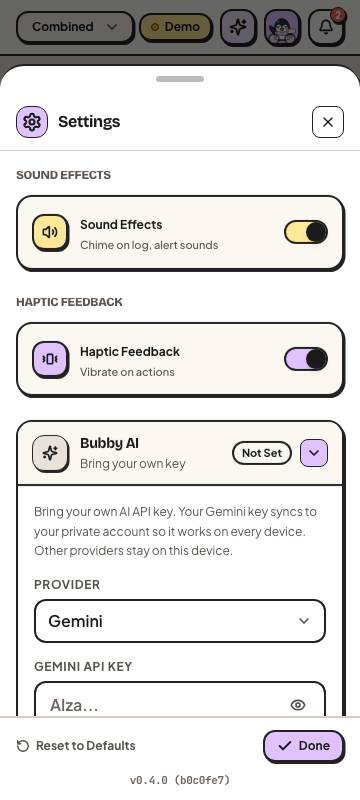 Combined
Demo
2
Settings
SOUND EFFECTS
Sound Effects
Chime on log, alert sounds
HAPTIC FEEDBACK
Haptic Feedback
Vibrate on actions
Bubby AI
Bring your own key
Not Set
Bring your own AI API key. Your Gemini key syncs to
your private account so it works on every device.
Other providers stay on this device.
PROVIDER
Gemini
GEMINI API KEY
AIza...
Reset to Defaults
Done
v0.4.0 (b0c0fe7)